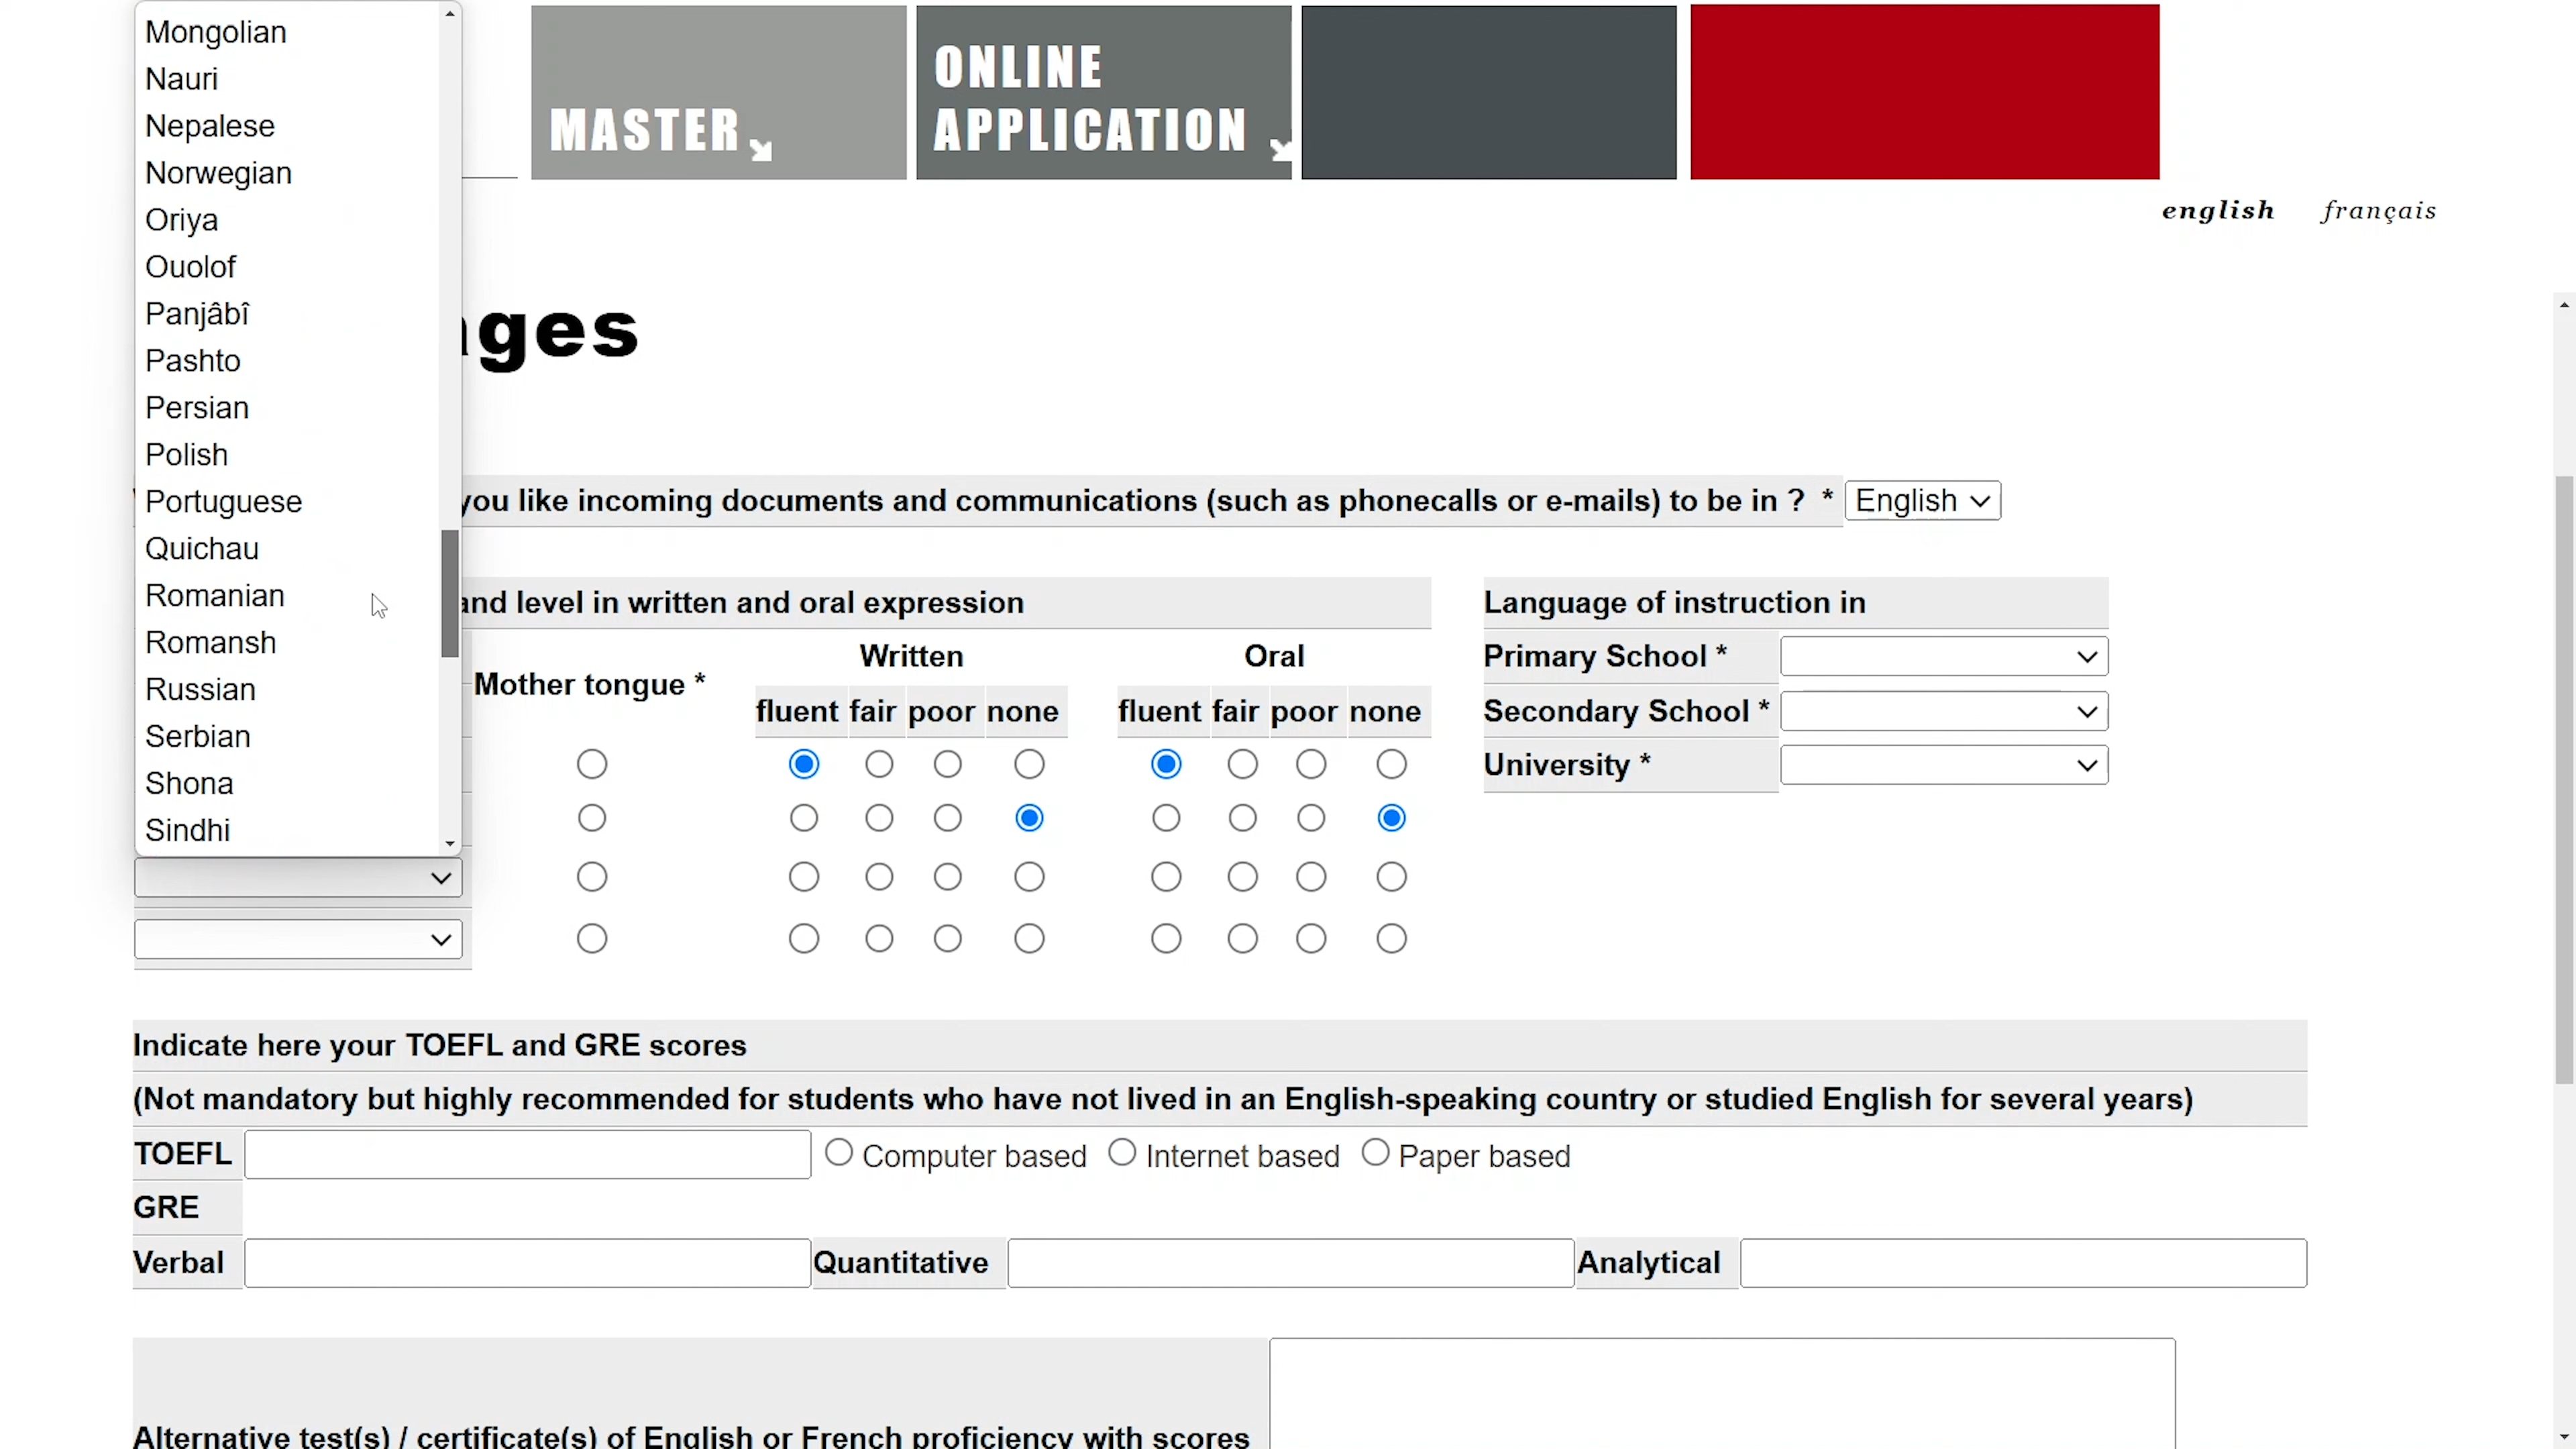 Mongolian
Nauri
Nepalese
Norwegian
Oriya
Ouolof
Panjâbî
Pashto
Persian
Polish
Portuguese
Quichau
Romanian
Romansh
Russian
Serbian
Shona
Sindhi
MASTER
ONLINE
APPLICATION
english français
ges
you like incoming documents and communications (such as phonecalls or e-mails) to be in ? * English
and level in written and oral expression
Mother tongue *
Written Oral
fluent fair poor none fluent fair poor none
Language of instruction in
Primary School *
Secondary School *
University *
Indicate here your TOEFL and GRE scores
(Not mandatory but highly recommended for students who have not lived in an English-speaking country or studied English for several years)
TOEFL Computer based Internet based Paper based
GRE
Verbal Quantitative Analytical
Alternative test(s) / certificate(s) of English or French proficiency with scores